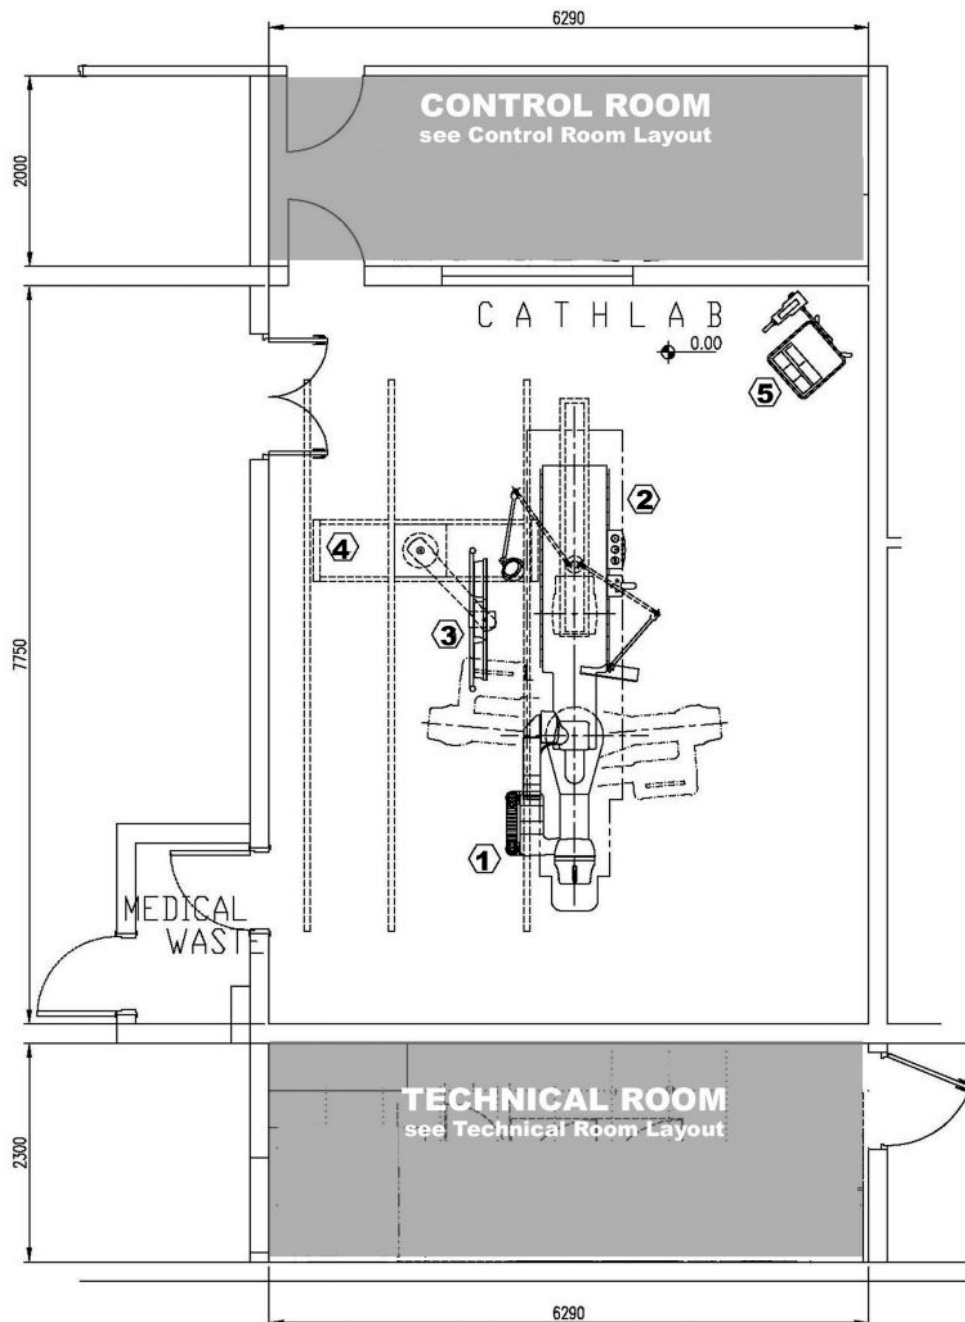 6290
2000
CONTROL ROOM
see Control Room Layout
CATHLAB
0.00
5
2
4
3
7750
1
MEDICAL
WASTE
2300
TECHNICAL ROOM
see Technical Room Layout
6290